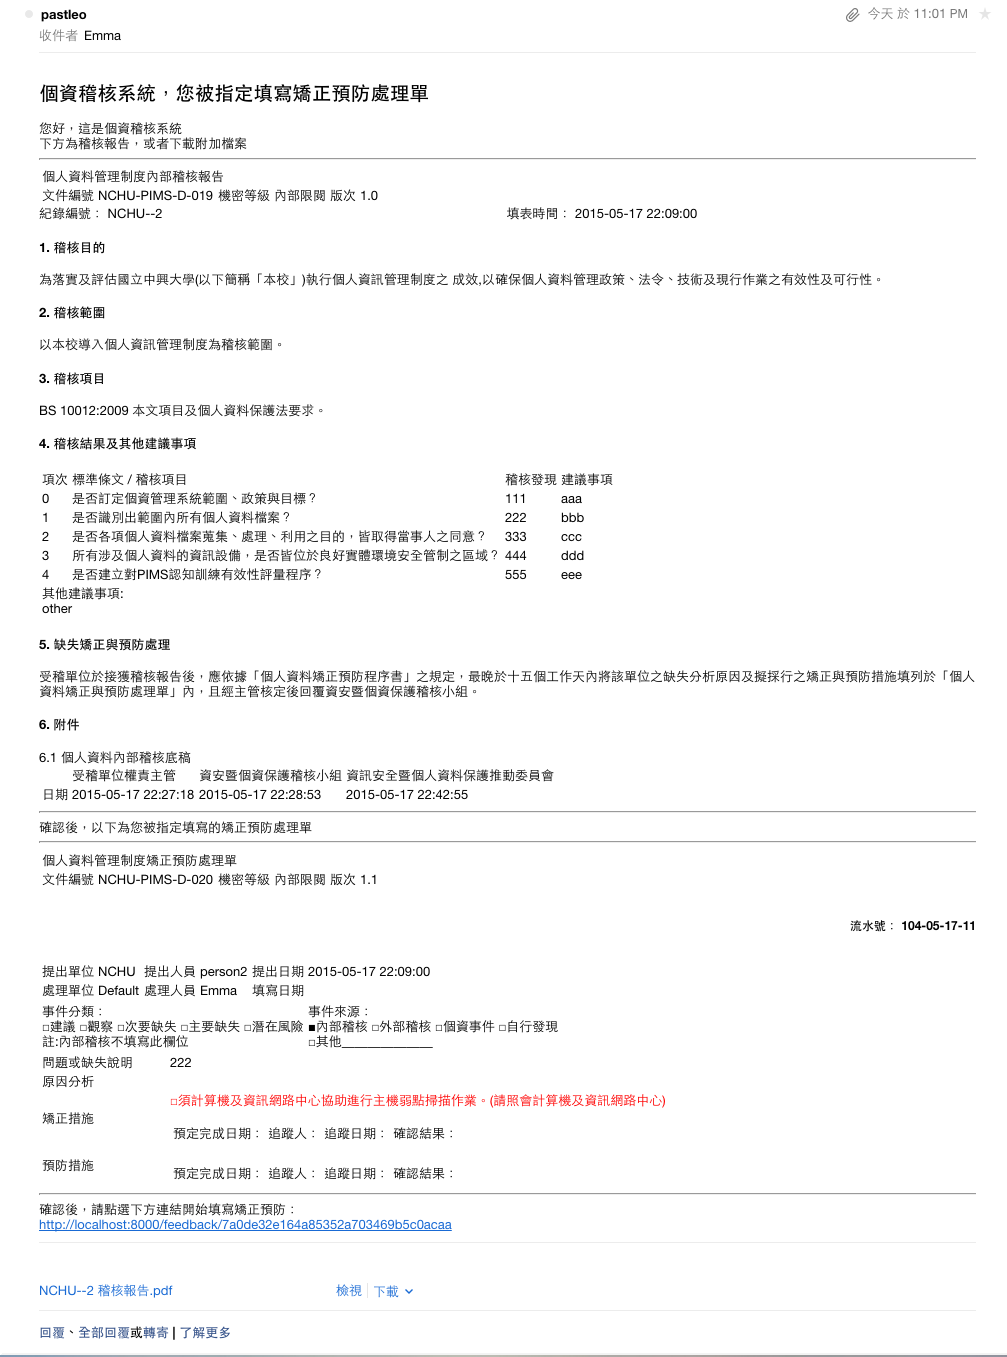 pastleo
今天 於 11:01 PM
收件者 Emma
個資稽核系統，您被指定填寫矯正預防處理單
您好，這是個資稽核系統
下方為稽核報告，或者下載附加檔案
個人資料管理制度內部稽核報告
文件編號 NCHU-PIMS-D-019 機密等級 內部限閱 版次 1.0
紀錄編號： NCHU--2 填表時間： 2015-05-17 22:09:00
1. 稽核目的
為落實及評估國立中興大學(以下簡稱「本校」)執行個人資訊管理制度之 成效,以確保個人資料管理政策、法令、技術及現行作業之有效性及可行性。
2. 稽核範圍
以本校導入個人資訊管理制度為稽核範圍。
3. 稽核項目
BS 10012:2009 本文項目及個人資料保護法要求。
4. 稽核結果及其他建議事項
項次 標準條文 / 稽核項目 稽核發現 建議事項
0 是否訂定個資管理系統範圍、政策與目標？ 111 aaa
1 是否識別出範圍內所有個人資料檔案？ 222 bbb
2 是否各項個人資料檔案蒐集、處理、利用之目的，皆取得當事人之同意？ 333 ccc
3 所有涉及個人資料的資訊設備，是否皆位於良好實體環境安全管制之區域？ 444 ddd
4 是否建立對PIMS認知訓練有效性評量程序？ 555 eee
其他建議事項:
other
5. 缺失矯正與預防處理
受稽單位於接獲稽核報告後，應依據「個人資料矯正預防程序書」之規定，最晚於十五個工作天內將該單位之缺失分析原因及擬採行之矯正與預防措施填列於「個人
資料矯正與預防處理單」內，且經主管核定後回覆資安暨個資保護稽核小組。
6. 附件
6.1 個人資料內部稽核底稿
受稽單位權責主管 資安暨個資保護稽核小組 資訊安全暨個人資料保護推動委員會
日期 2015-05-17 22:27:18 2015-05-17 22:28:53 2015-05-17 22:42:55
確認後，以下為您被指定填寫的矯正預防處理單
個人資料管理制度矯正預防處理單
文件編號 NCHU-PIMS-D-020 機密等級 內部限閱 版次 1.1
流水號： 104-05-17-11
提出單位 NCHU 提出人員 person2 提出日期 2015-05-17 22:09:00
處理單位 Default 處理人員 Emma 填寫日期
事件分類： 事件來源：
□建議 □觀察 □次要缺失 □主要缺失 □潛在風險 ■內部稽核 □外部稽核 □個資事件 □自行發現
註:內部稽核不填寫此欄位 □其他_____________
問題或缺失說明 222
原因分析
□須計算機及資訊網路中心協助進行主機弱點掃描作業。(請照會計算機及資訊網路中心)
矯正措施
預定完成日期： 追蹤人： 追蹤日期： 確認結果：
預防措施
預定完成日期： 追蹤人： 追蹤日期： 確認結果：
確認後，請點選下方連結開始填寫矯正預防：
http://localhost:8000/feedback/7a0de32e164a85352a703469b5c0acaa
NCHU--2 稽核報告.pdf 檢視 下載
回覆、全部回覆或轉寄 | 了解更多